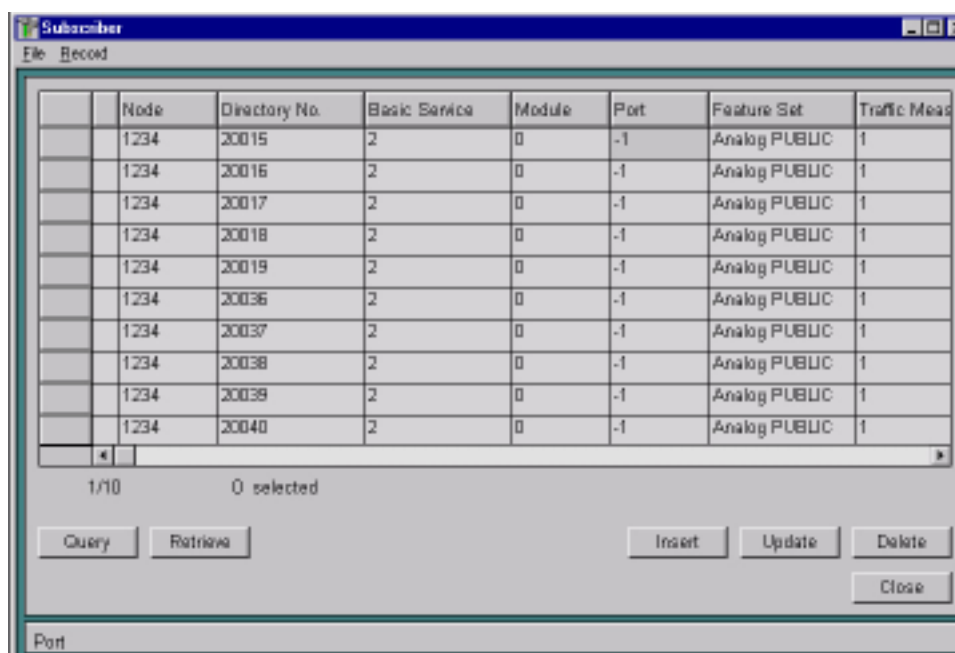 Subscriber
File Record
Node Directory No. Basic Service Module Port Feature Set Traffic Meas
1234 20015 2 0 -1 Analog PUBLIC 1
1234 20016 2 0 -1 Analog PUBLIC 1
1234 20017 2 0 -1 Analog PUBLIC 1
1234 20018 2 0 -1 Analog PUBLIC 1
1234 20019 2 0 -1 Analog PUBLIC 1
1234 20036 2 0 -1 Analog PUBLIC 1
1234 20037 2 0 -1 Analog PUBLIC 1
1234 20038 2 0 -1 Analog PUBLIC 1
1234 20039 2 0 -1 Analog PUBLIC 1
1234 20040 2 0 -1 Analog PUBLIC 1
1/10 0 selected
Query Retrieve Insert Update Delete
Close
Port